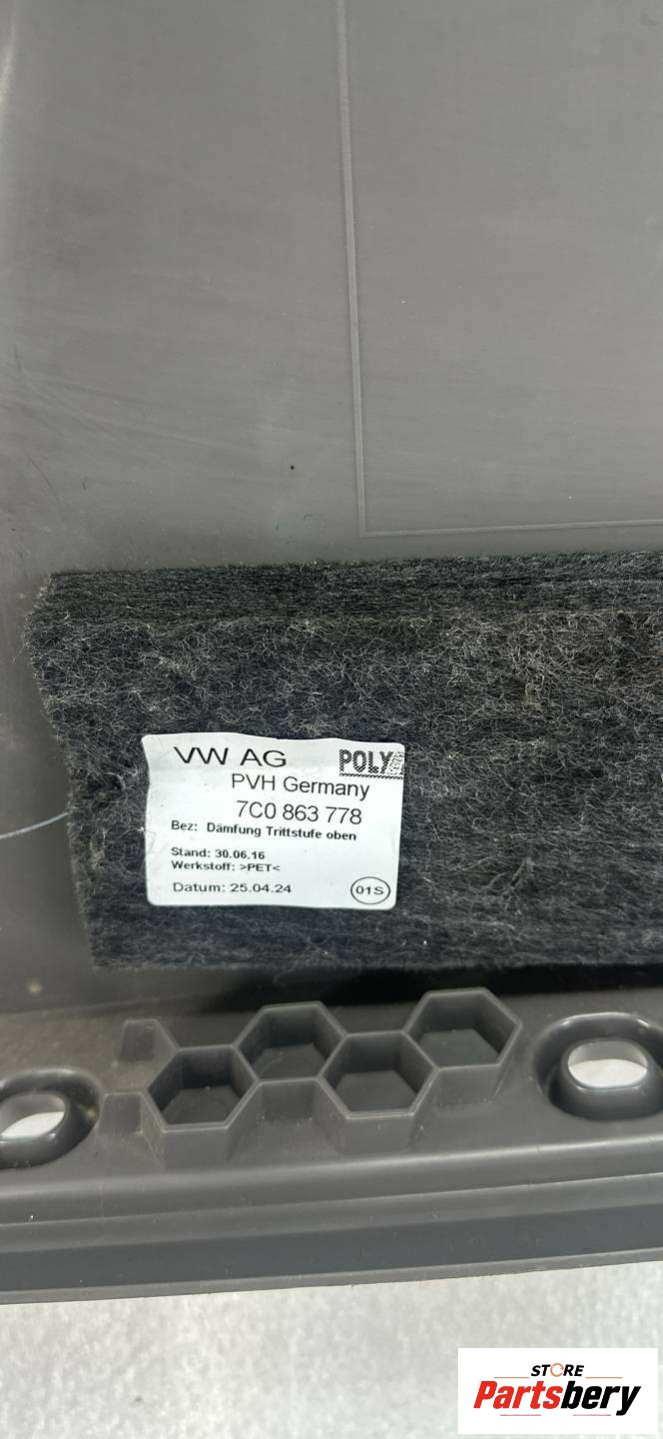 VW AG POLY
PVH Germany
7C0 863 778
Bez: Dämfung Trittstufe oben
Stand: 30.06.16
Werkstoff: >PET<
Datum: 25.04.24 01S
STORE
Partsbery